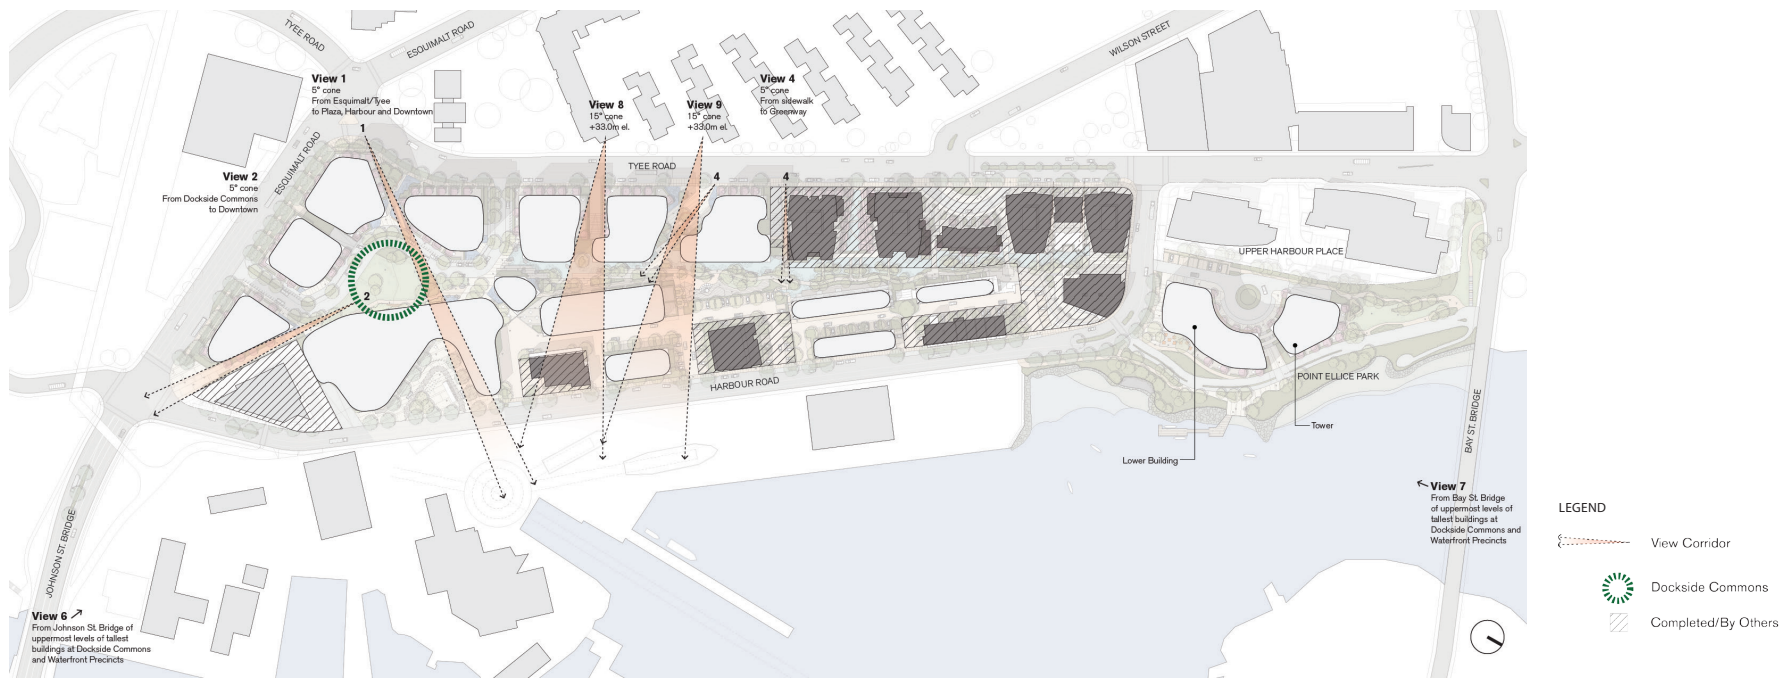 TYEE ROAD
ESQUIMALT ROAD
WILSON STREET
View 1
5° cone
From Esquimalt/Tyee
to Plaza, Harbour and Downtown
1
View 8
15° cone
+33.0m el.
View 9
15° cone
+33.0m el.
View 4
5° cone
From sidewalk
to Greenway
ESQUIMALT ROAD
TYEE ROAD
View 2
5° cone
From Dockside Commons
to Downtown
4
4
2
UPPER HARBOUR PLACE
HARBOUR ROAD
POINT ELLICE PARK
Tower
Lower Building
BAY ST. BRIDGE
View 7
From Bay St. Bridge
of uppermost levels of
tallest buildings at
Dockside Commons and
Waterfront Precincts
JOHNSON ST. BRIDGE
View 6
From Johnson St. Bridge of
uppermost levels of tallest
buildings at Dockside Commons
and Waterfront Precincts
LEGEND
View Corridor
Dockside Commons
Completed/By Others